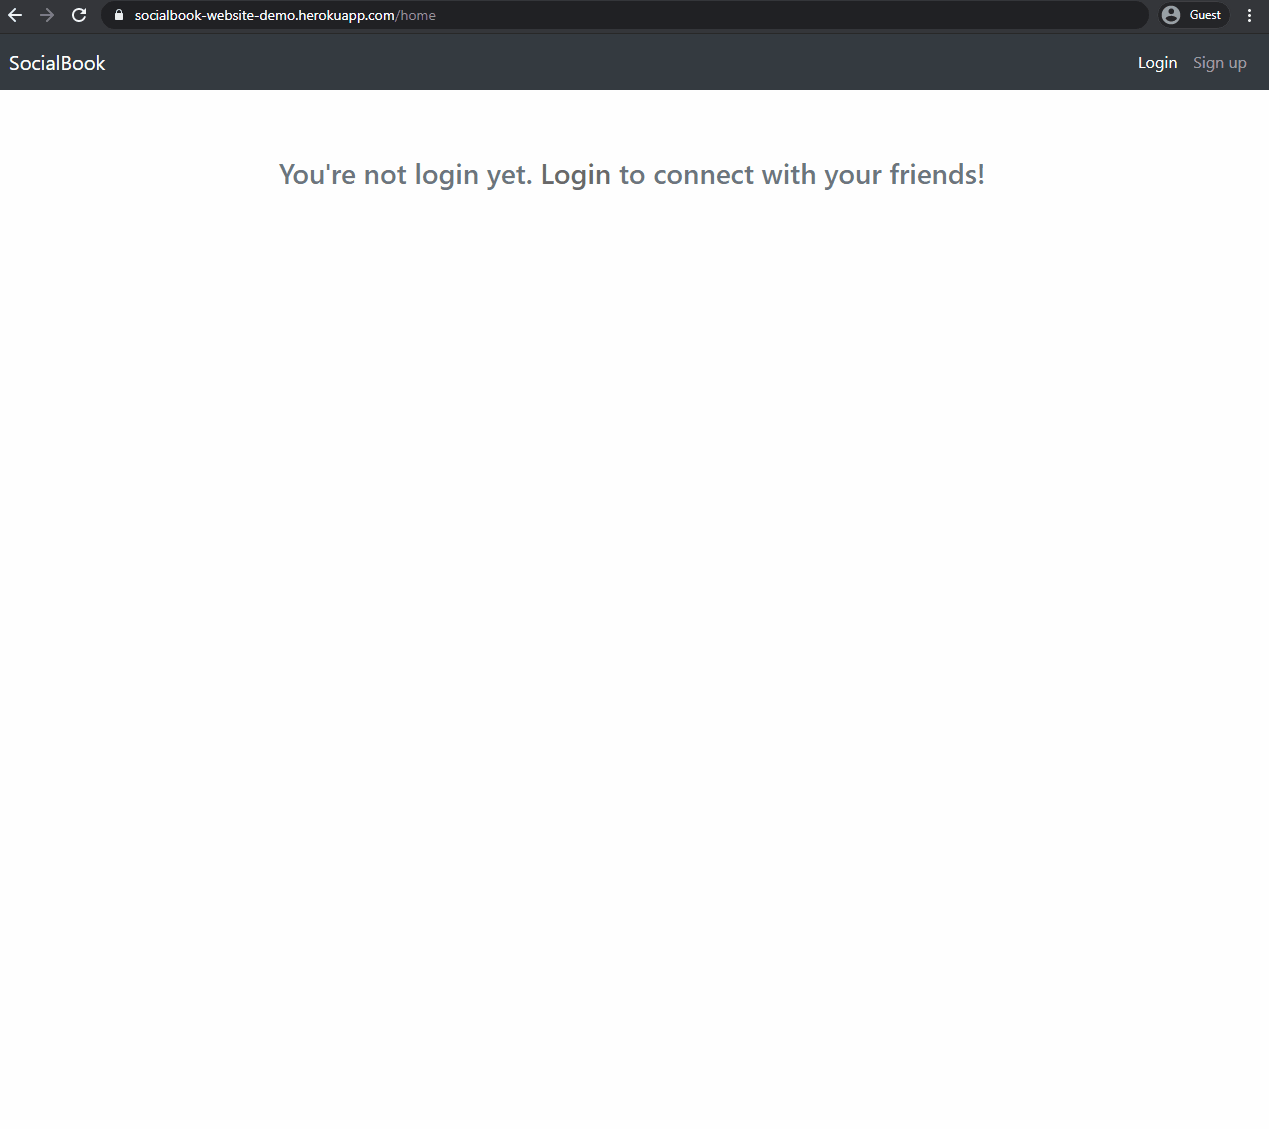 socialbook-website-demo.herokuapp.com/home
Guest
SocialBook
Login
Sign up
You're not login yet. Login to connect with your friends!